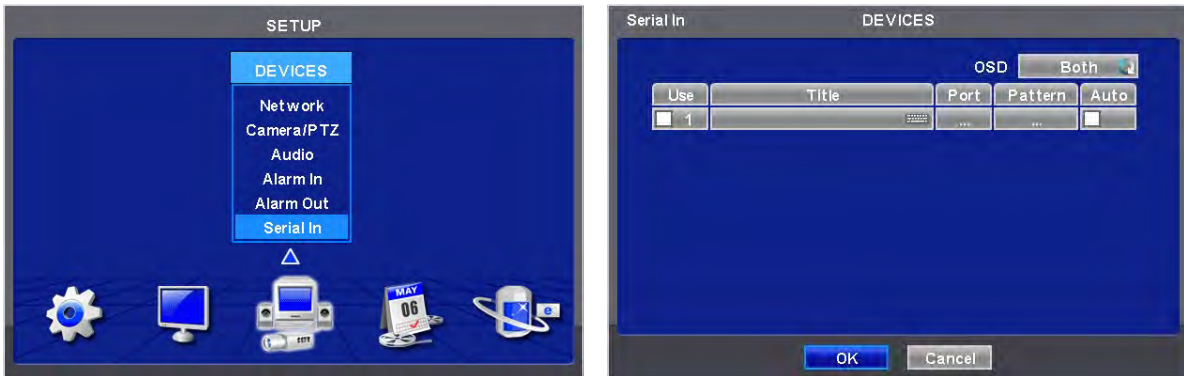 SETUP
DEVICES
Network
Camera/PTZ
Audio
Alarm In
Alarm Out
Serial In
MAY
06
e
Serial In DEVICES
OSD Both
Use Title Port Pattern Auto
1 ... ...
OK Cancel